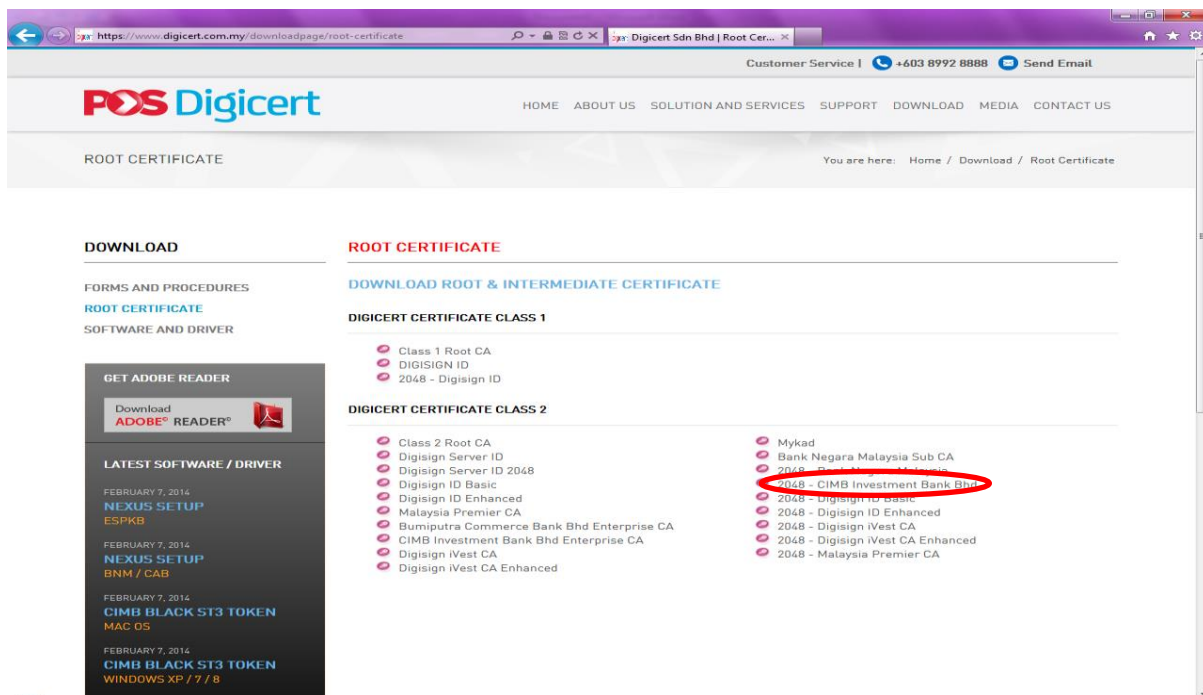 https://www.digicert.com.my/downloadpage/root-certificate
Digicert Sdn Bhd | Root Cer...
Customer Service | +603 8992 8888 Send Email
POS Digicert
HOME ABOUT US SOLUTION AND SERVICES SUPPORT DOWNLOAD MEDIA CONTACT US
ROOT CERTIFICATE
You are here: Home / Download / Root Certificate
DOWNLOAD
FORMS AND PROCEDURES
ROOT CERTIFICATE
SOFTWARE AND DRIVER
GET ADOBE READER
Download
ADOBE® READER®
LATEST SOFTWARE / DRIVER
FEBRUARY 7, 2014
NEXUS SETUP
ESPKB
FEBRUARY 7, 2014
NEXUS SETUP
BNM / CAB
FEBRUARY 7, 2014
CIMB BLACK ST3 TOKEN
MAC OS
FEBRUARY 7, 2014
CIMB BLACK ST3 TOKEN
WINDOWS XP / 7 / 8
ROOT CERTIFICATE
DOWNLOAD ROOT & INTERMEDIATE CERTIFICATE
DIGICERT CERTIFICATE CLASS 1
Class 1 Root CA
DIGISIGN ID
2048 - Digisign ID
DIGICERT CERTIFICATE CLASS 2
Class 2 Root CA
Digisign Server ID
Digisign Server ID 2048
Digisign ID Basic
Digisign ID Enhanced
Malaysia Premier CA
Bumiputra Commerce Bank Bhd Enterprise CA
CIMB Investment Bank Bhd Enterprise CA
Digisign iVest CA
Digisign iVest CA Enhanced
Mykad
Bank Negara Malaysia Sub CA
2048 - Bank Negara Malaysia
2048 - CIMB Investment Bank Bhd
2048 - Digisign ID Basic
2048 - Digisign ID Enhanced
2048 - Digisign iVest CA
2048 - Digisign iVest CA Enhanced
2048 - Malaysia Premier CA